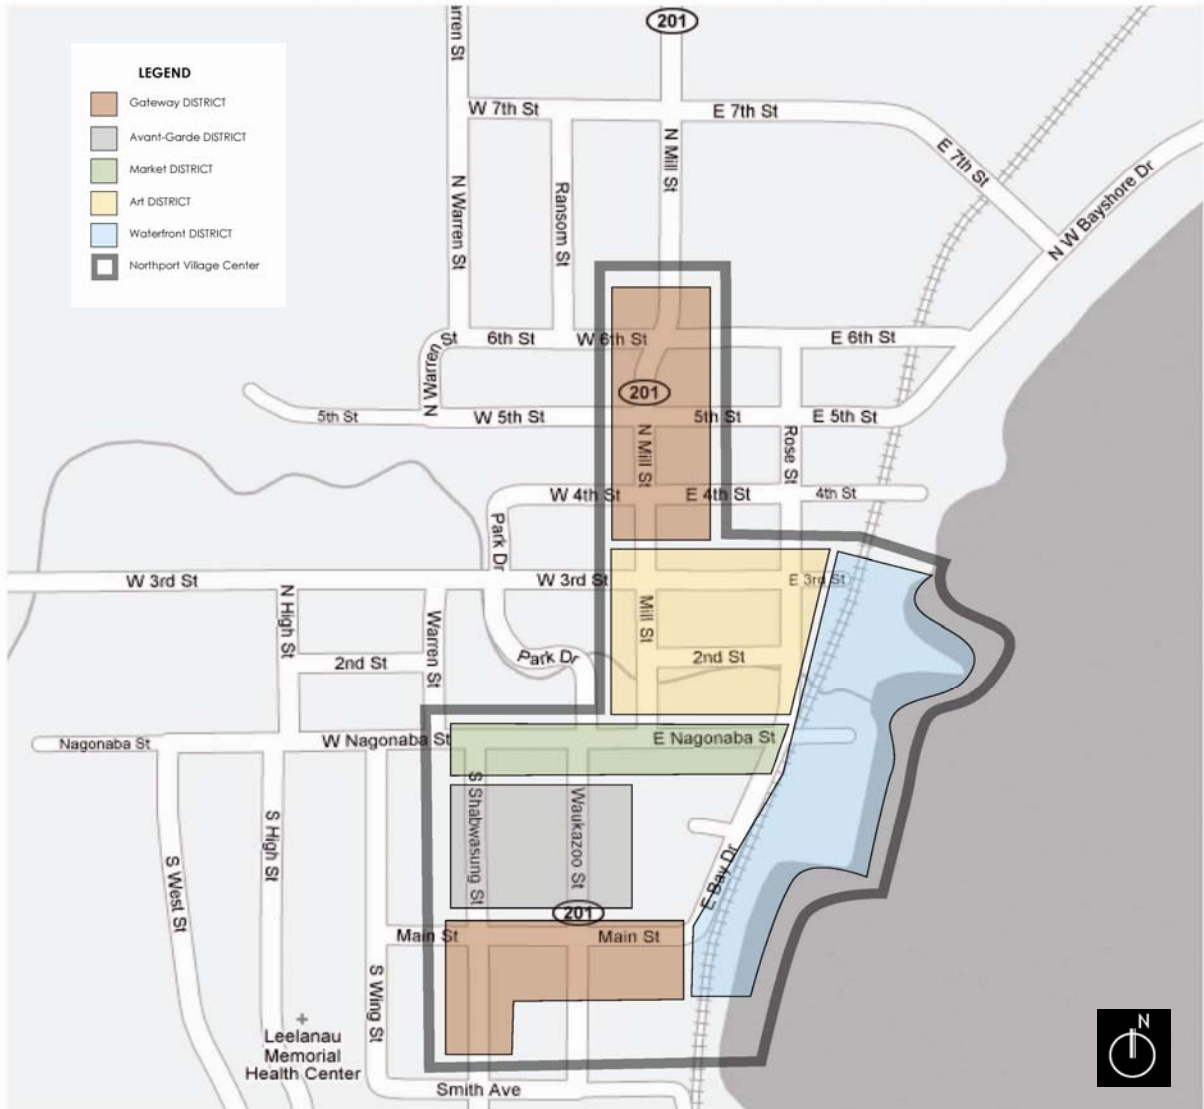 LEGEND
Gateway DISTRICT
Avant-Garde DISTRICT
Market DISTRICT
Art DISTRICT
Waterfront DISTRICT
Northport Village Center
arren St
201
W 7th St
E 7th St
N Mill St
E 7th St
N W Bayshore Dr
N Warren St
Ransom St
St
6th St
W 6th St
E 6th St
N Warren
201
5th St
W 5th St
5th St
E 5th St
N Mill St
Rose St
W 4th St
E 4th St
4th St
Park Dr
W 3rd St
W 3rd St
E 3rd St
N High St
Warren St
Mill St
2nd St
Park Dr
2nd St
Nagonaba St
W Nagonaba St
E Nagonaba St
S Shabwasung St
Waukazoo St
S High St
S West St
E Bay Dr
201
Main St
Main St
S Wing St
Leelanau
Memorial
Health Center
Smith Ave
N